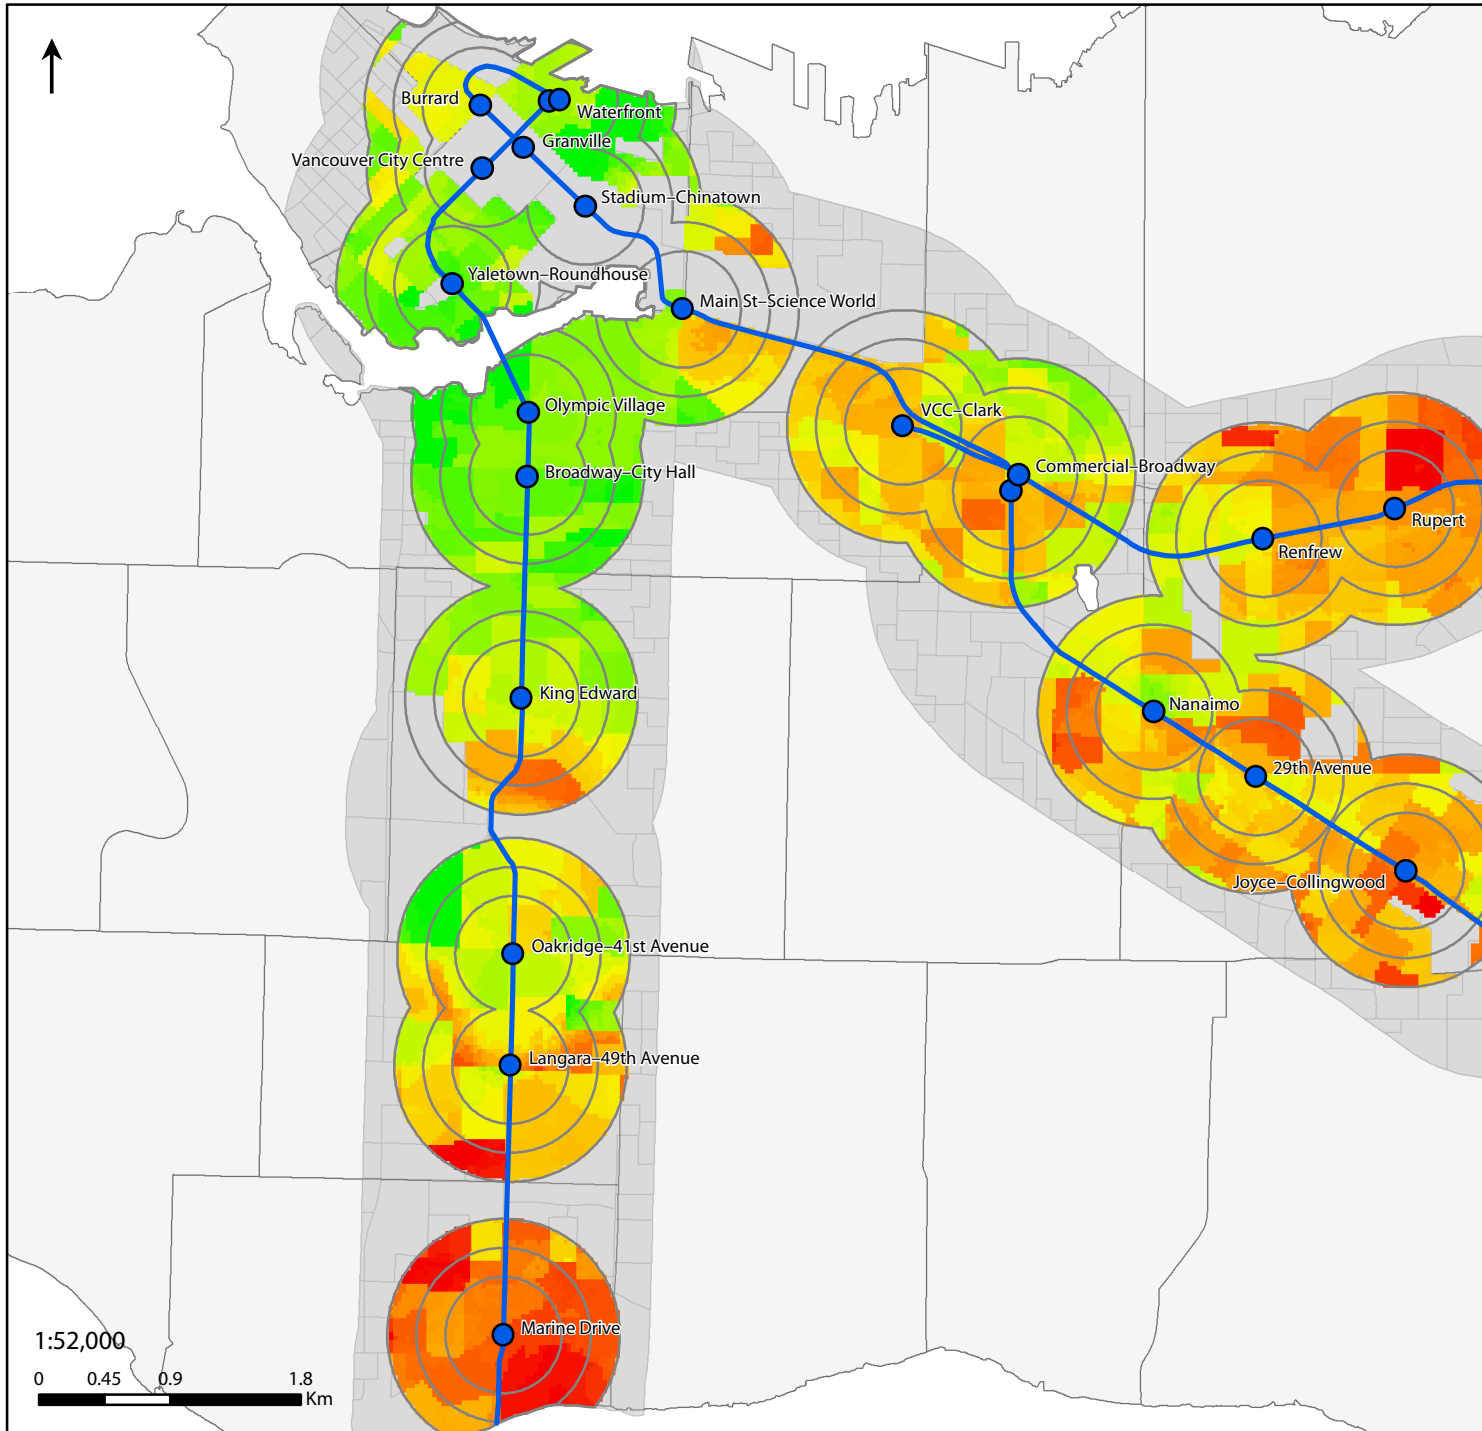 Burrard
Waterfront
Granville
Vancouver City Centre
Stadium–Chinatown
Yaletown–Roundhouse
Main St–Science World
Olympic Village
VCC–Clark
Broadway–City Hall
Commercial–Broadway
Rupert
Renfrew
King Edward
Nanaimo
29th Avenue
Joyce–Collingwood
Oakridge–41st Avenue
Langara–49th Avenue
Marine Drive
1:52,000
0 0.45 0.9 1.8
Km